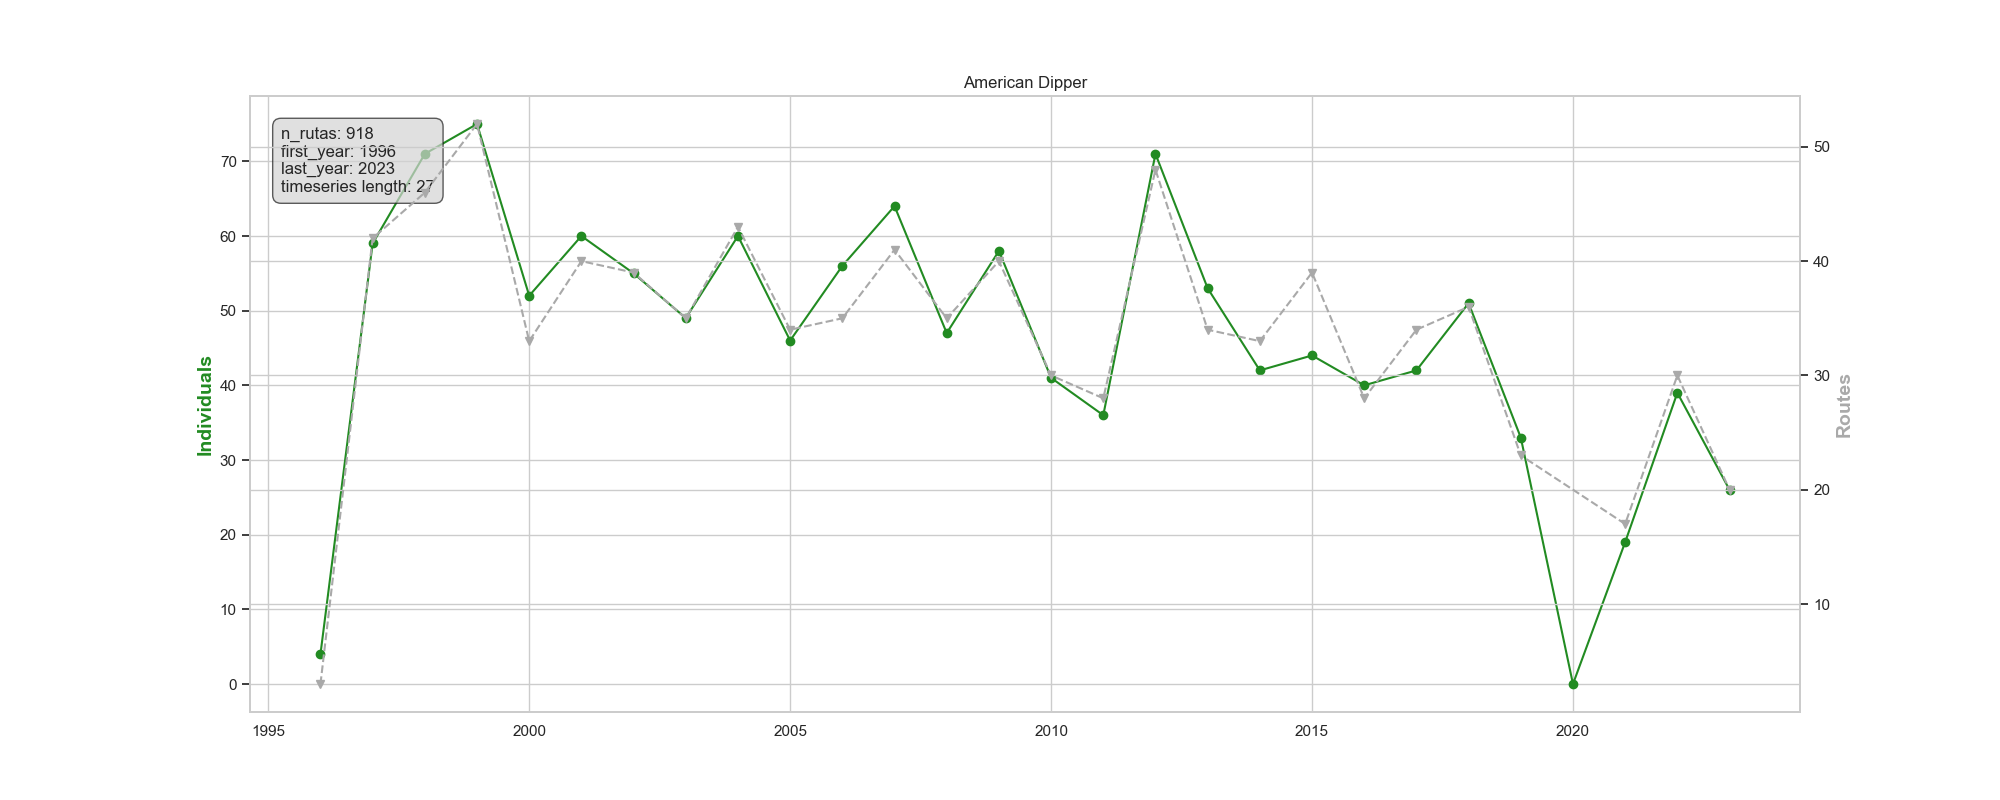 American Dipper
n_rutas: 918
first_year: 1996
last_year: 2023
timeseries length: 27
Individuals
70
60
50
40
30
20
10
0
Routes
50
40
30
20
10
1995
2000
2005
2010
2015
2020